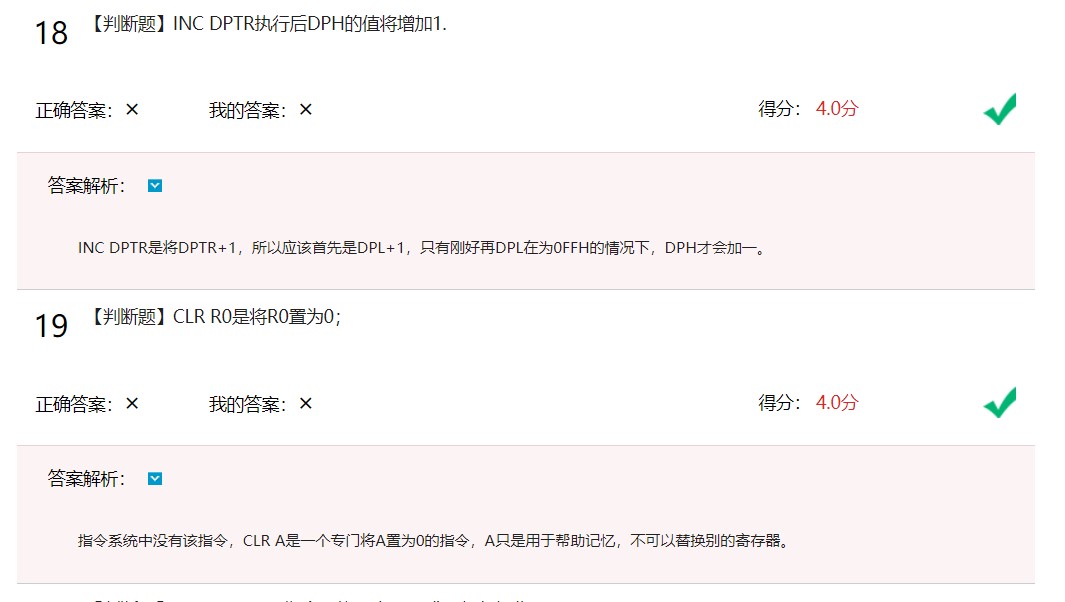 18 【判断题】INC DPTR执行后DPH的值将增加1.
正确答案：× 我的答案：× 得分： 4.0分
答案解析：
INC DPTR是将DPTR+1，所以应该首先是DPL+1，只有刚好再DPL在为0FFH的情况下，DPH才会加一。
19 【判断题】CLR R0是将R0置为0；
正确答案：× 我的答案：× 得分： 4.0分
答案解析：
指令系统中没有该指令，CLR A是一个专门将A置为0的指令，A只是用于帮助记忆，不可以替换别的寄存器。